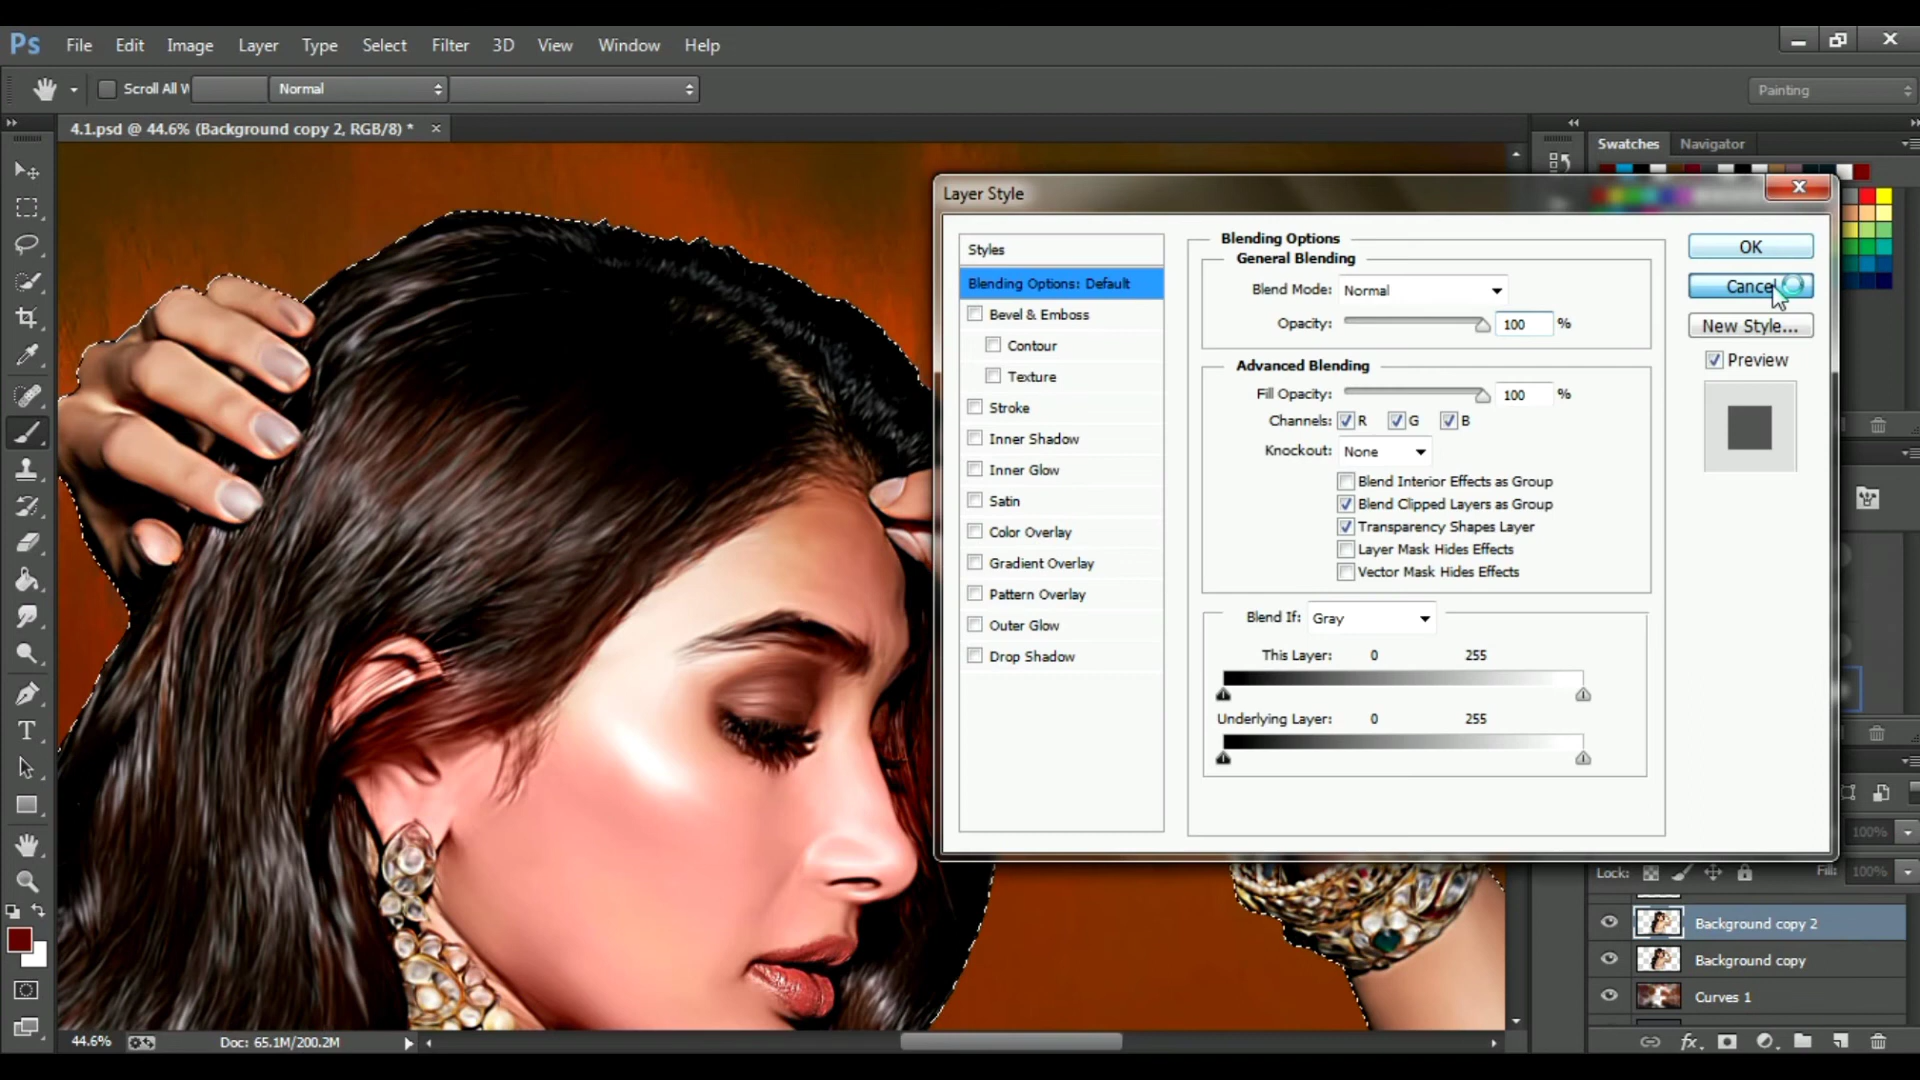 Ps File Edit Image Layer Type Select Filter 3D View Window Help
Scroll All W Normal Painting
4.1.psd @ 44.6% (Background copy 2, RGB/8) * ×
Swatches Navigator
Layer Style
Styles
Blending Options: Default
Bevel & Emboss
Contour
Texture
Stroke
Inner Shadow
Inner Glow
Satin
Color Overlay
Gradient Overlay
Pattern Overlay
Outer Glow
Drop Shadow
Blending Options
General Blending
Blend Mode: Normal
Opacity: 100 %
Advanced Blending
Fill Opacity: 100 %
Channels: R G B
Knockout: None
Blend Interior Effects as Group
Blend Clipped Layers as Group
Transparency Shapes Layer
Layer Mask Hides Effects
Vector Mask Hides Effects
Blend If: Gray
This Layer: 0 255
Underlying Layer: 0 255
OK
Cancel
New Style...
Preview
100%
Lock: Fill: 100%
Background copy 2
Background copy
Curves 1
44.6% Doc: 65.1M/200.2M